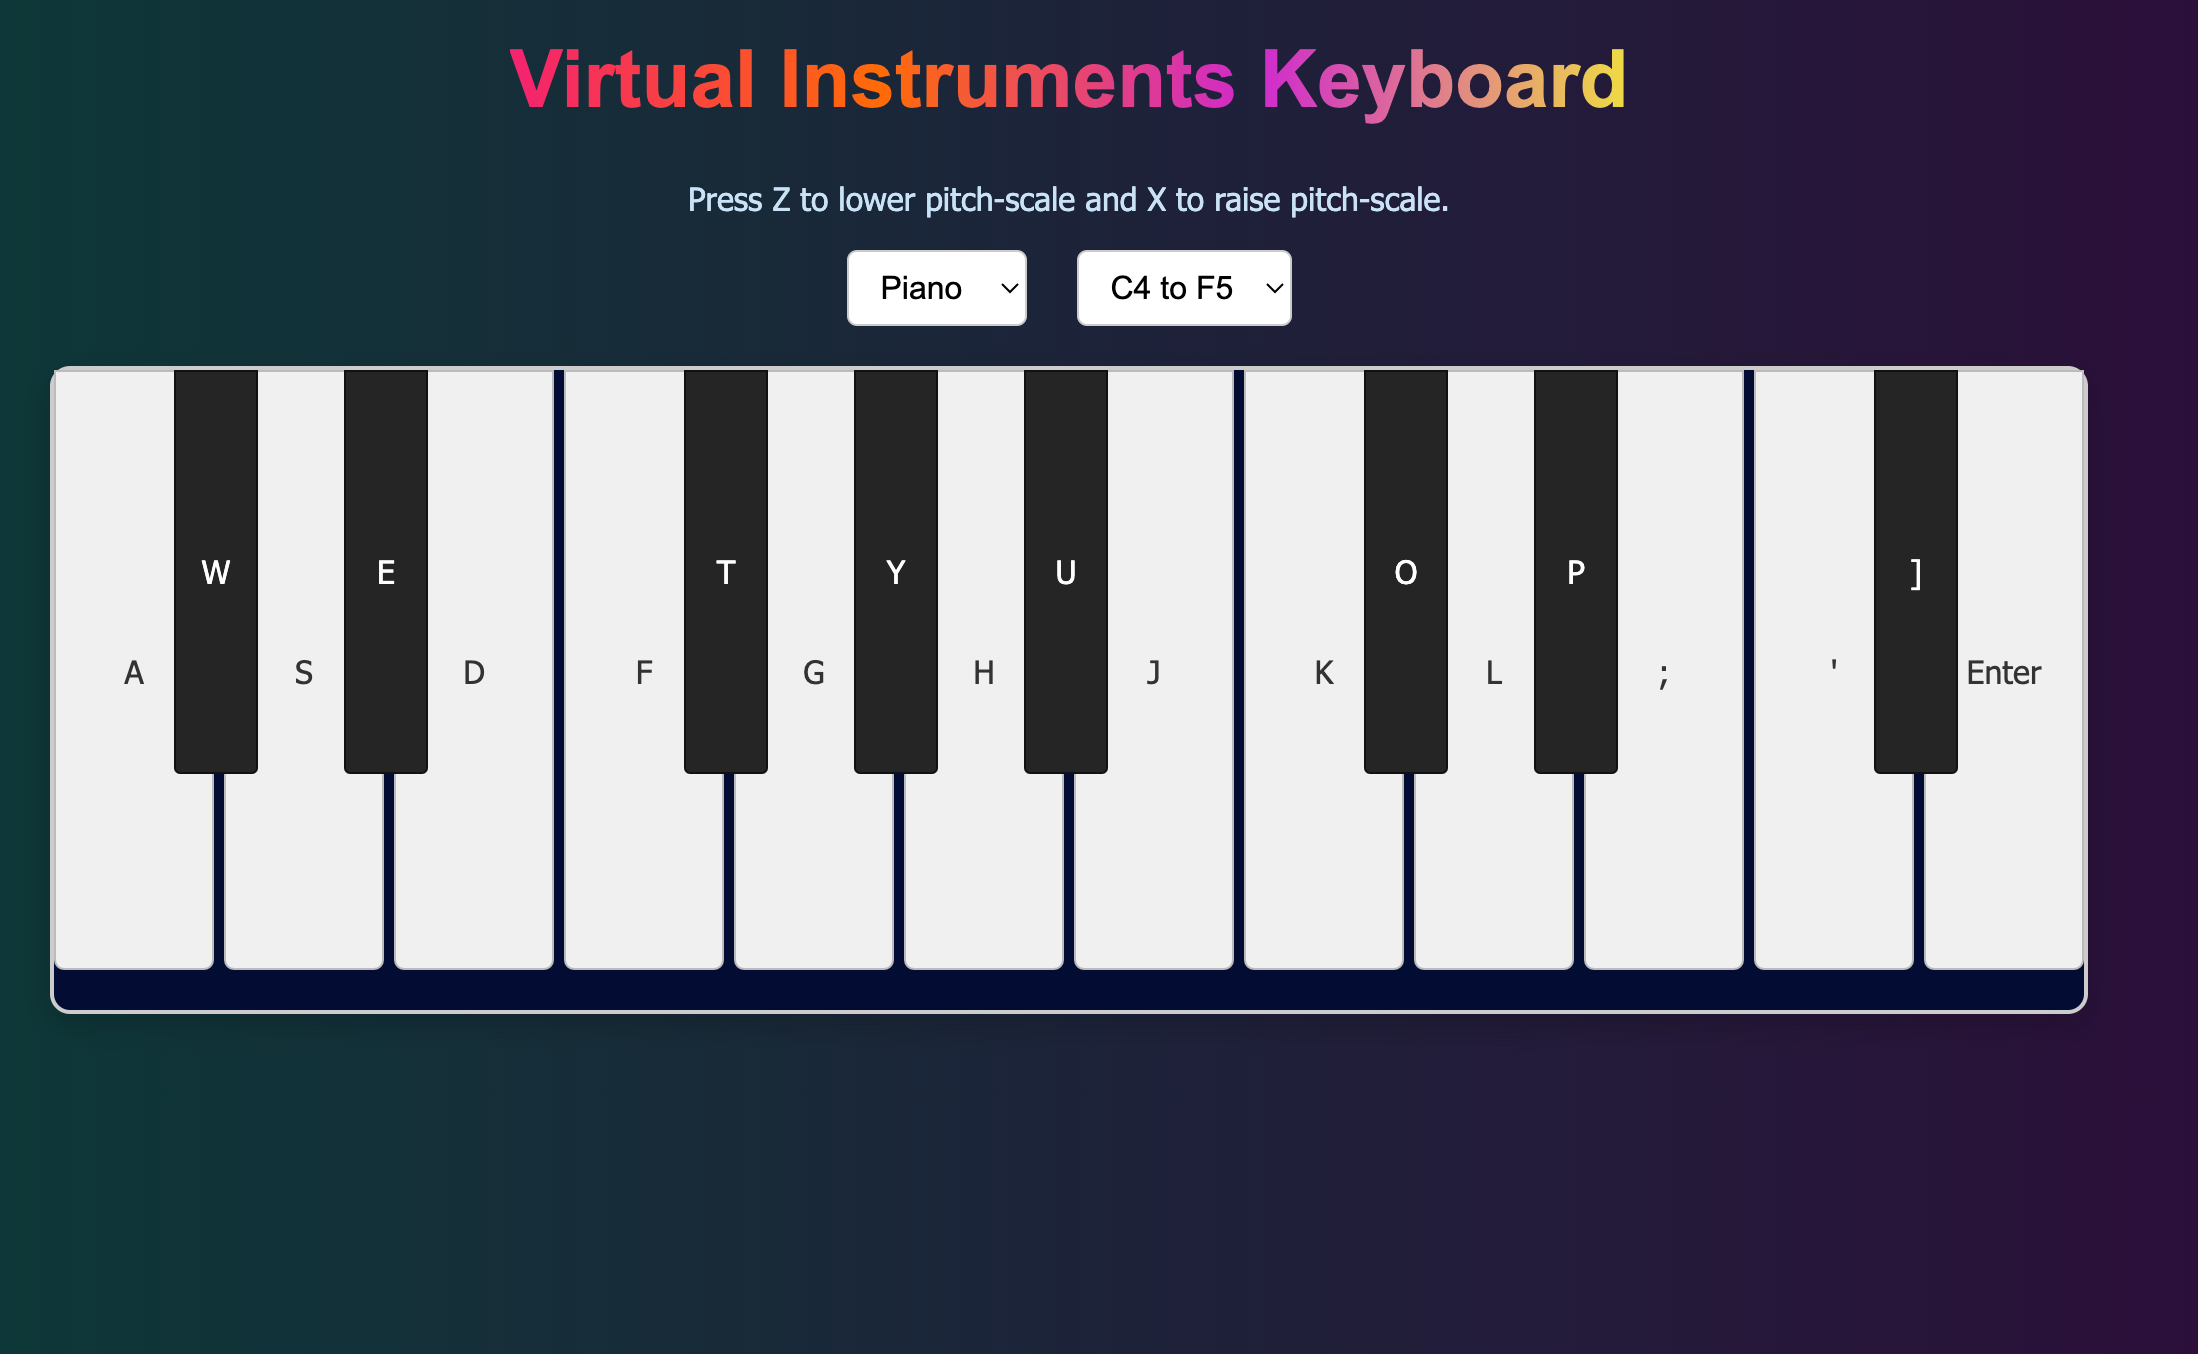 Virtual Instruments Keyboard
Press Z to lower pitch-scale and X to raise pitch-scale.
Piano C4 to F5
W E T Y U O P ]
A S D F G H J K L ; ' Enter